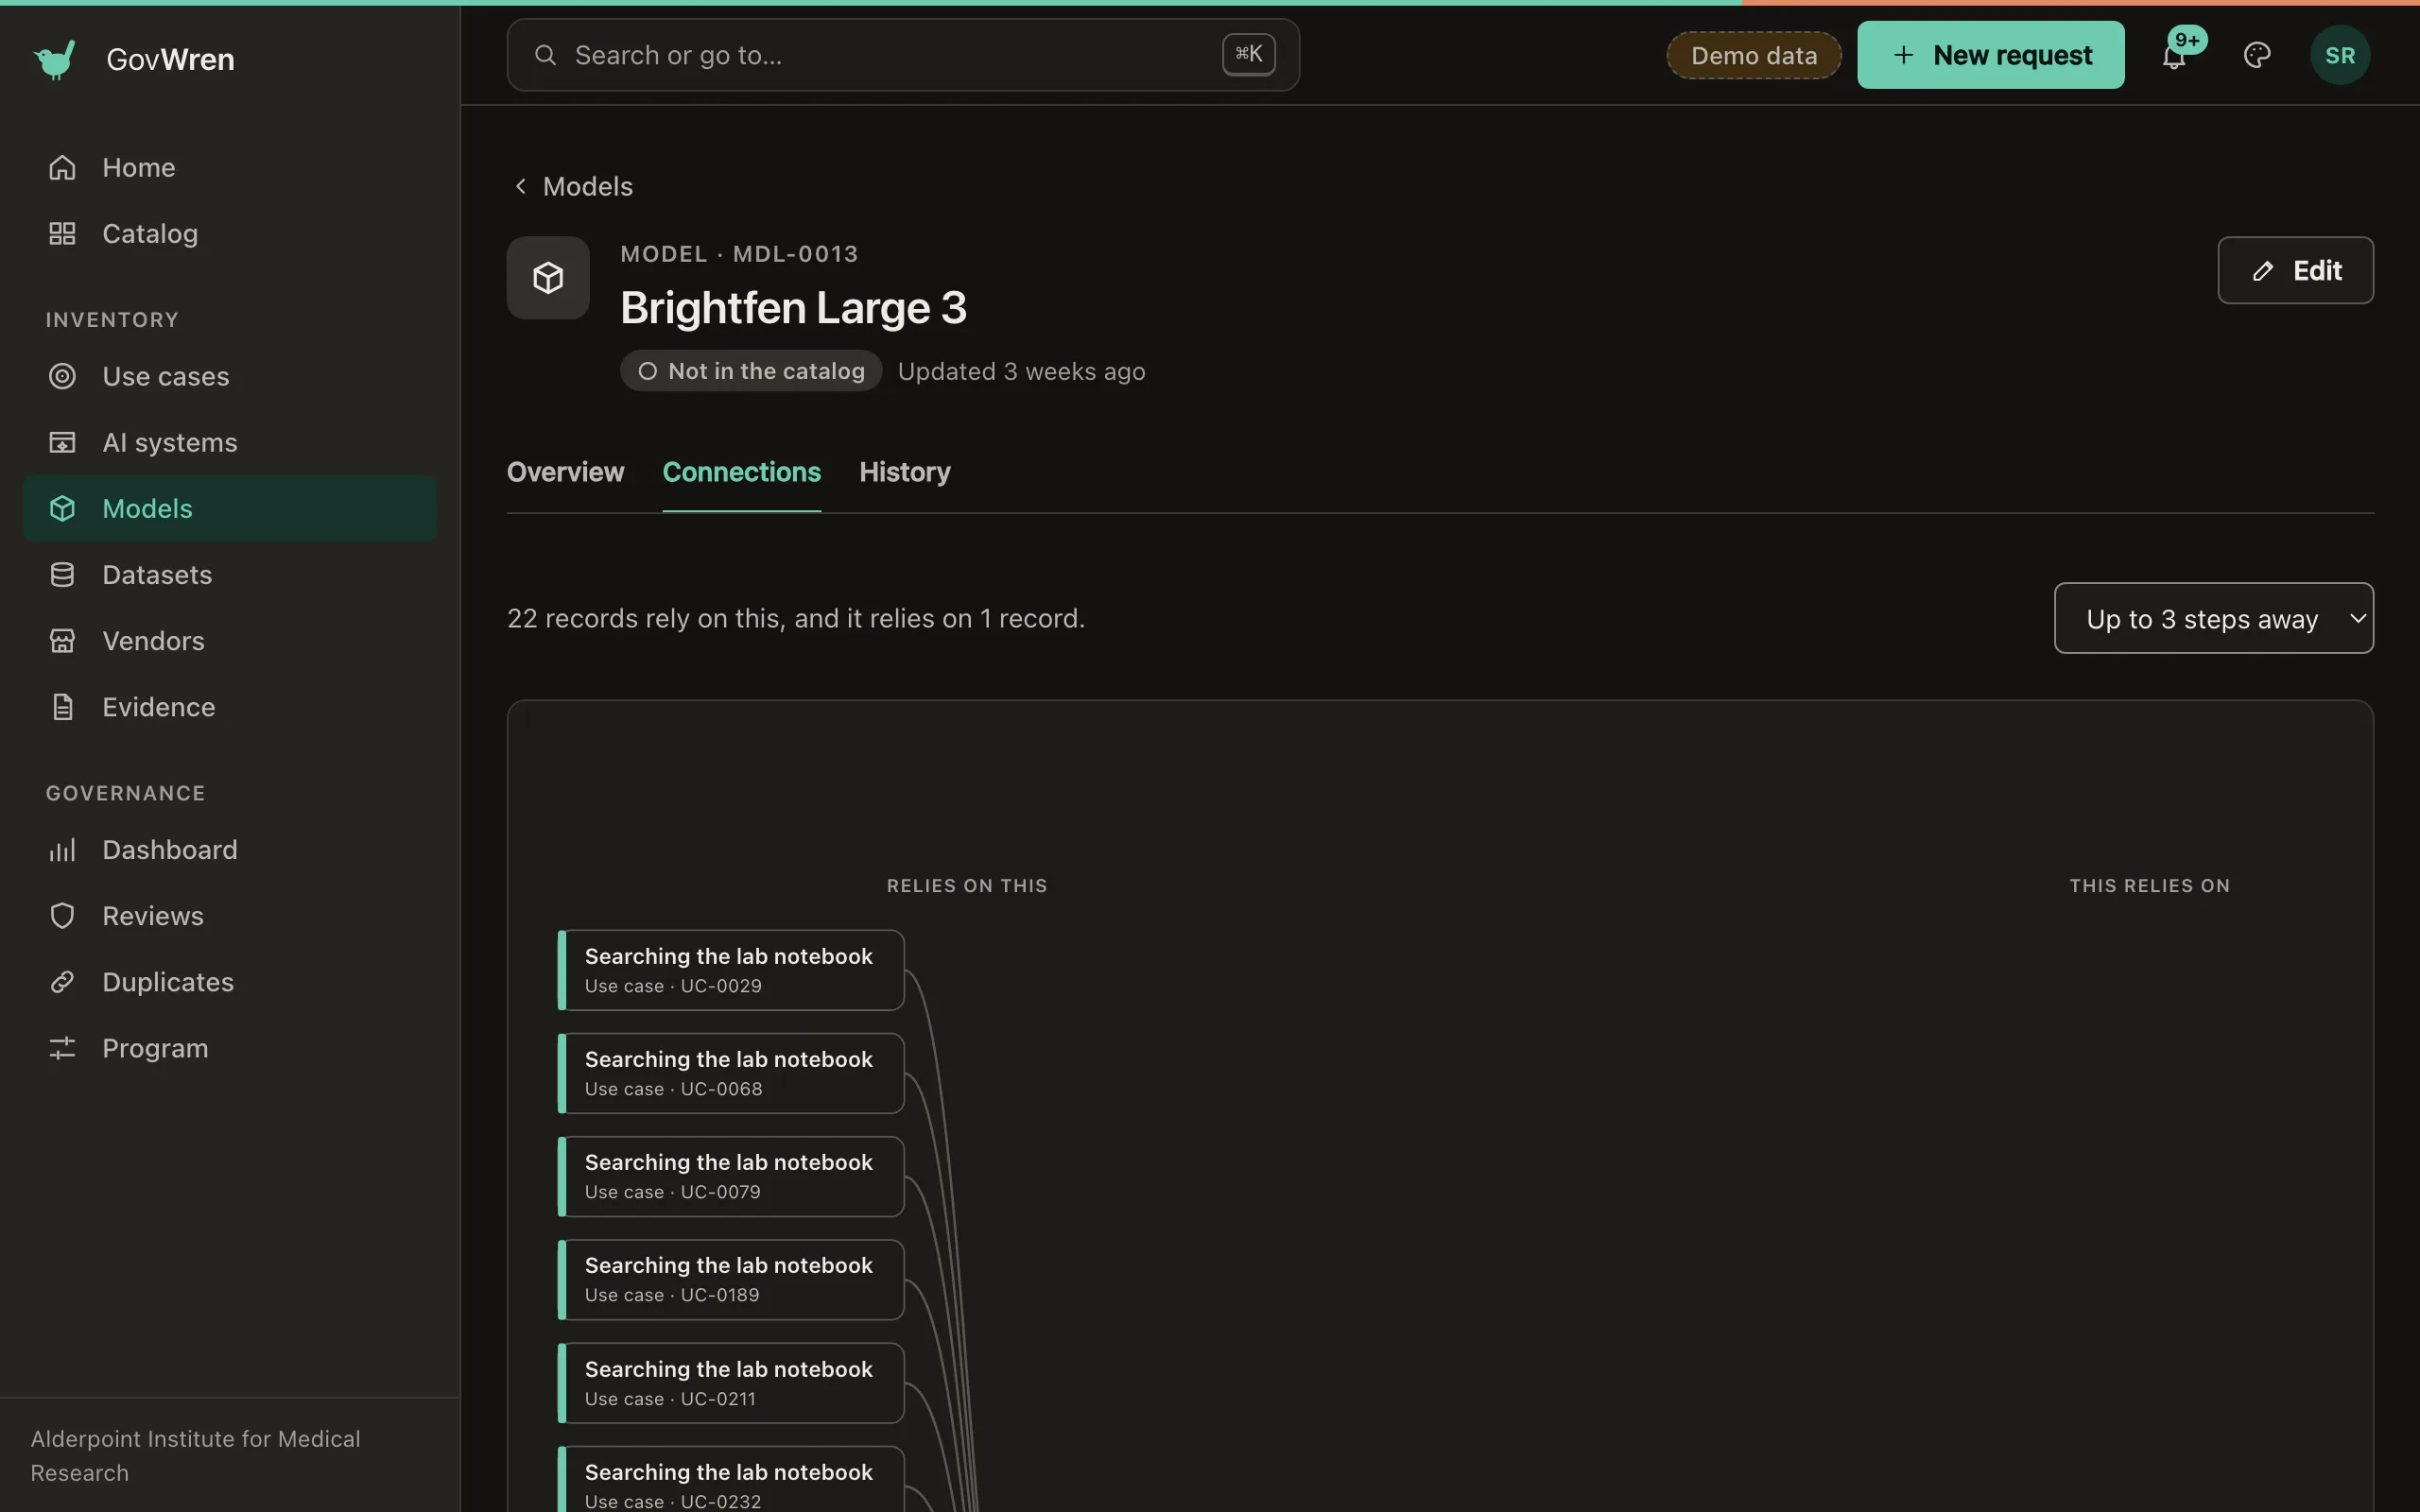 GovWren
Search or go to...
⌘K
Demo data
+ New request
9+
SR
Home
Catalog
INVENTORY
Use cases
AI systems
Models
Datasets
Vendors
Evidence
GOVERNANCE
Dashboard
Reviews
Duplicates
Program
Alderpoint Institute for Medical
Research
Models
MODEL · MDL-0013
Brightfen Large 3
Not in the catalog
Updated 3 weeks ago
Edit
Overview
Connections
History
22 records rely on this, and it relies on 1 record.
Up to 3 steps away
RELIES ON THIS
THIS RELIES ON
Searching the lab notebook
Use case · UC-0029
Searching the lab notebook
Use case · UC-0068
Searching the lab notebook
Use case · UC-0079
Searching the lab notebook
Use case · UC-0189
Searching the lab notebook
Use case · UC-0211
Searching the lab notebook
Use case · UC-0232